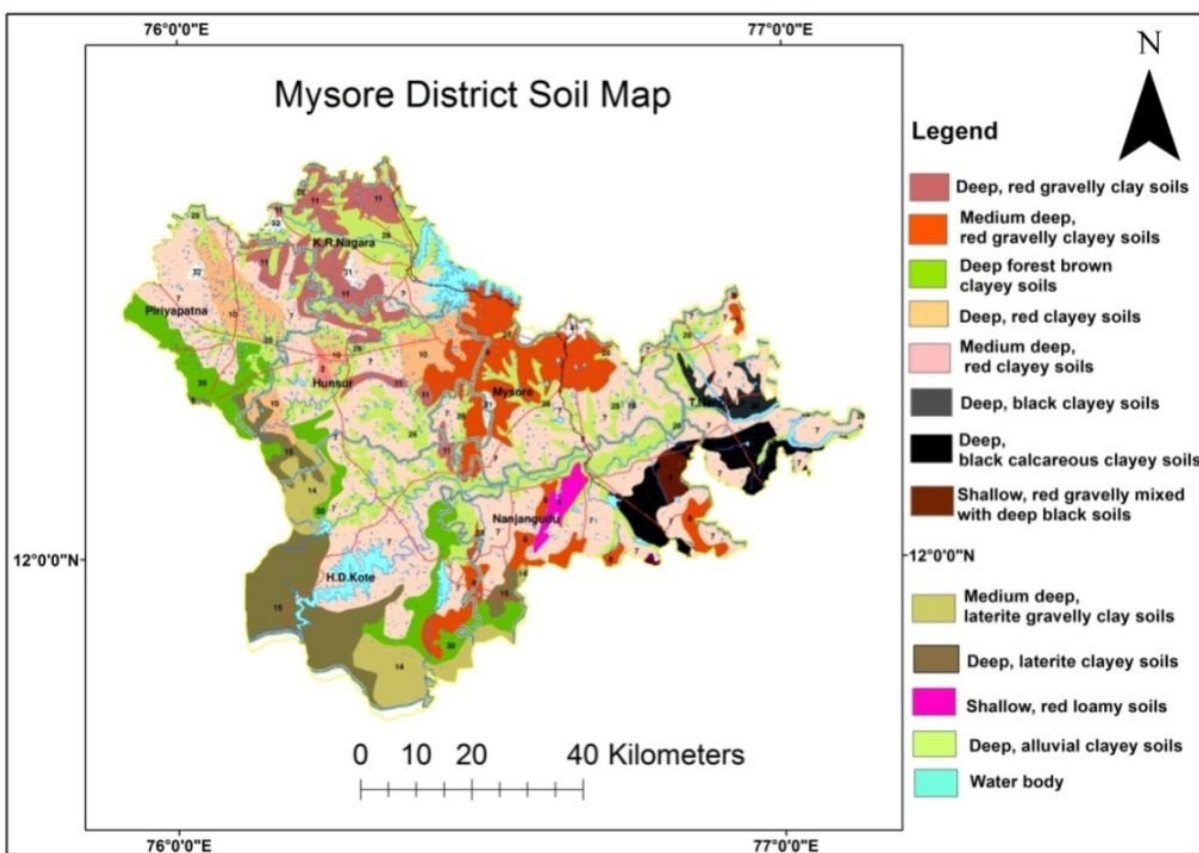 76°0'0"E
77°0'0"E
N
Mysore District Soil Map
Legend
Deep, red gravelly clay soils
Medium deep,
red gravelly clayey soils
Deep forest brown
clayey soils
Deep, red clayey soils
Medium deep,
red clayey soils
Deep, black clayey soils
Deep,
black calcareous clayey soils
Shallow, red gravelly mixed
with deep black soils
Medium deep,
laterite gravelly clay soils
Deep, laterite clayey soils
Shallow, red loamy soils
Deep, alluvial clayey soils
Water body
K.R.Nagara
Piriyapatna
Hunsur
Mysore
Nanjangudu
H.D.Kote
12°0'0"N
12°0'0"N
0 10 20 40 Kilometers
76°0'0"E
77°0'0"E